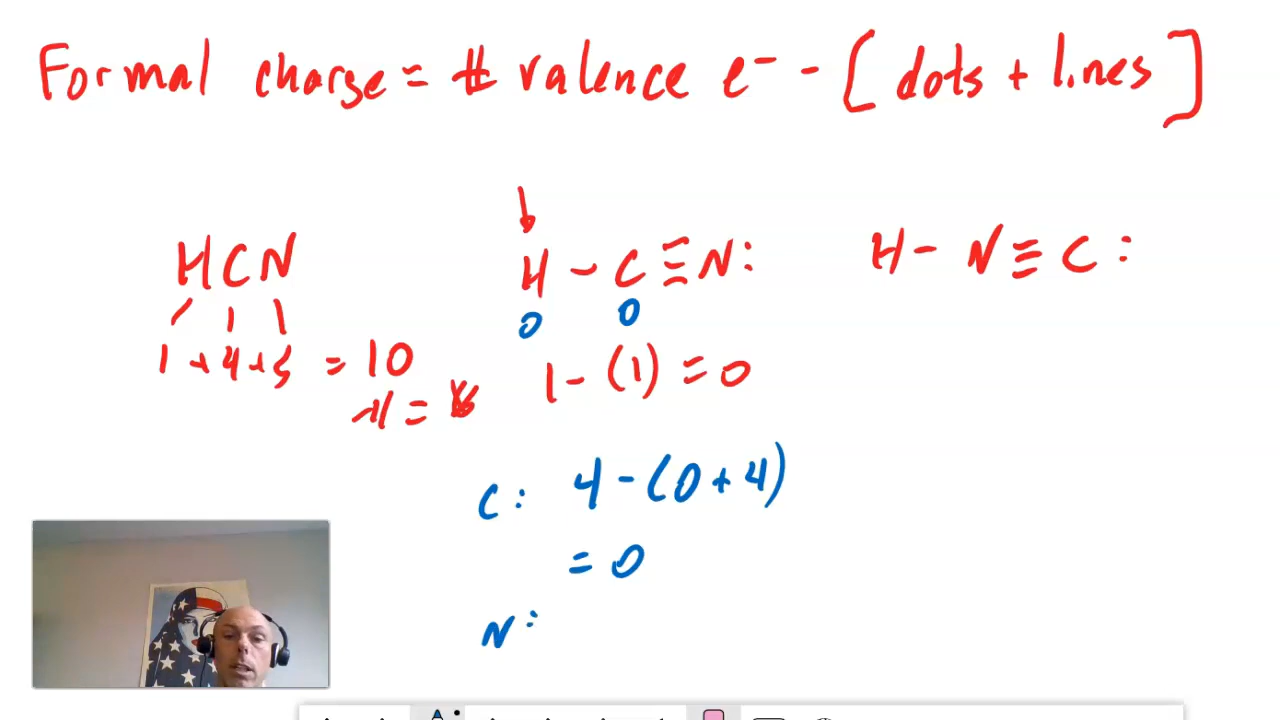 Formal charge = # valence e⁻ - [dots + lines]
HCN
H - C ≡ N:
H - N ≡ C:
0 0
1 + 4 + 5 = 10
1 - (1) = 0
C: 4 - (0 + 4)
= 0
N: